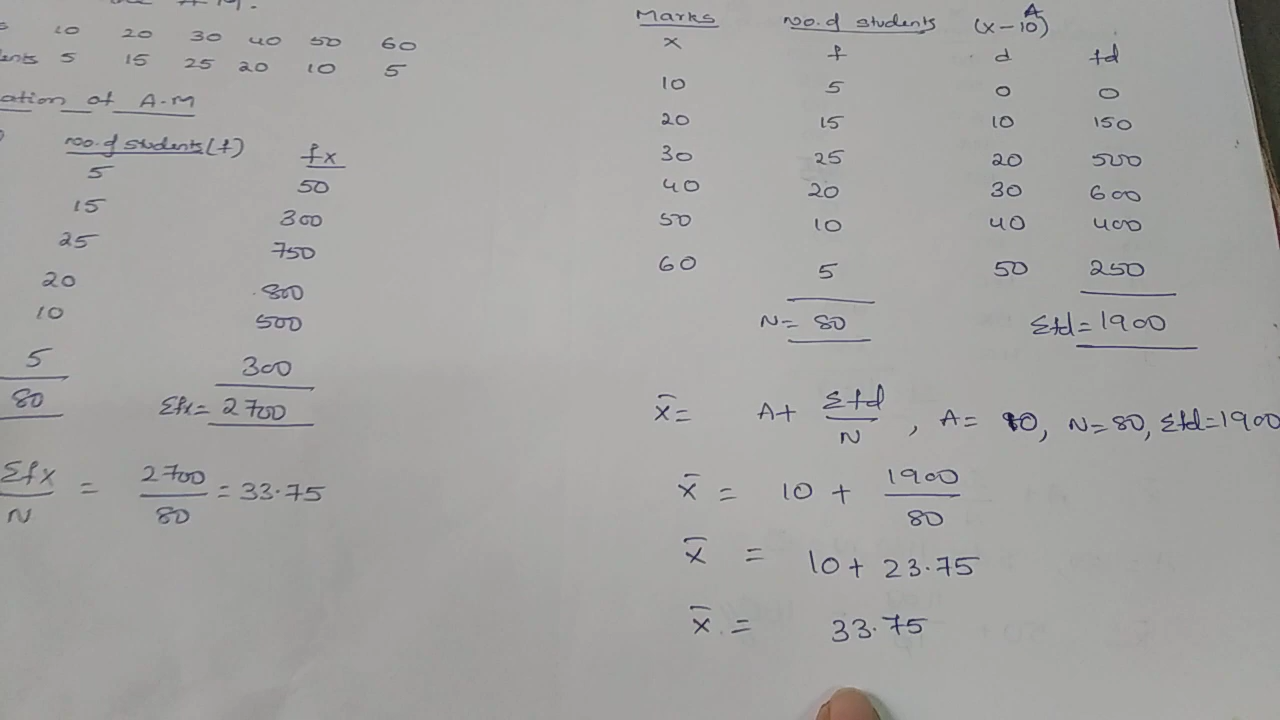 A.M.
10 20 30 40 50 60
5 15 25 20 10 5
ation of A.M
No. of students (f) fx
5 50
15 300
25 750
20 800
10 500
5 300
80 Σfx = 2700
Σfx / N = 2700 / 80 = 33.75
Marks No. of students (x-10) A
x f d fd
10 5 0 0
20 15 10 150
30 25 20 500
40 20 30 600
50 10 40 400
60 5 50 250
N= 80 Σfd = 1900
x̄ = A + Σfd / N , A = 10, N = 80, Σfd = 1900
x̄ = 10 + 1900 / 80
x̄ = 10 + 23.75
x̄ = 33.75